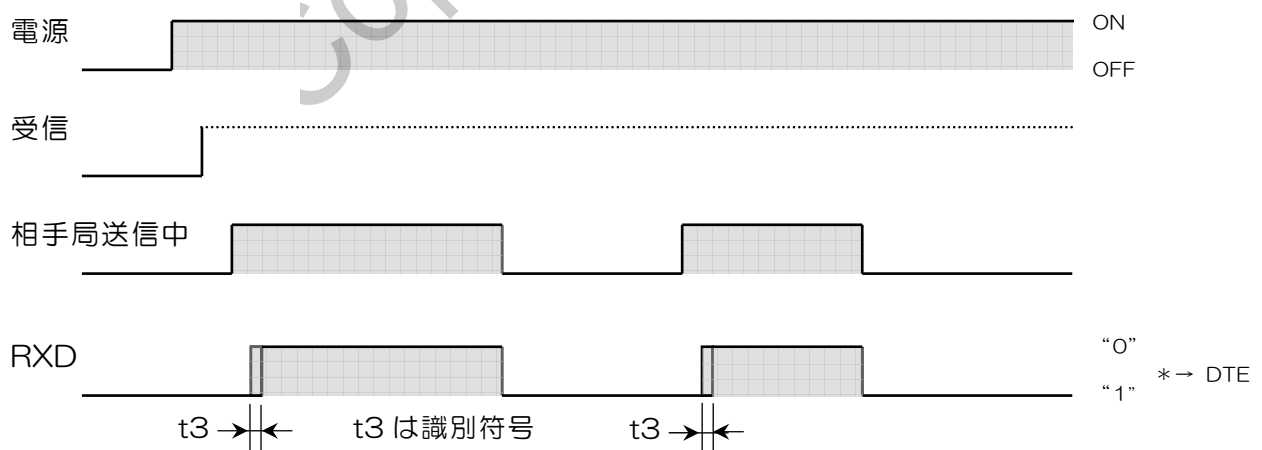 電源
ON
OFF
受信
相手局送信中
RXD
“0”
“1”
*→ DTE
t3
t3 は識別符号
t3